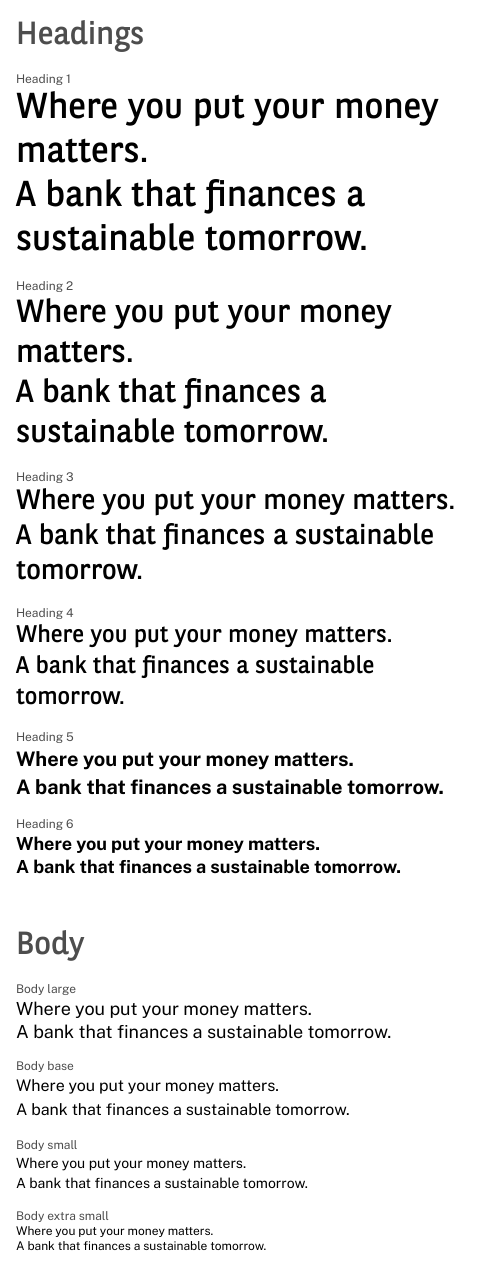 Headings
Heading 1
Where you put your money
matters.
A bank that finances a
sustainable tomorrow.
Heading 2
Where you put your money
matters.
A bank that finances a
sustainable tomorrow.
Heading 3
Where you put your money matters.
A bank that finances a sustainable
tomorrow.
Heading 4
Where you put your money matters.
A bank that finances a sustainable
tomorrow.
Heading 5
Where you put your money matters.
A bank that finances a sustainable tomorrow.
Heading 6
Where you put your money matters.
A bank that finances a sustainable tomorrow.
Body
Body large
Where you put your money matters.
A bank that finances a sustainable tomorrow.
Body base
Where you put your money matters.
A bank that finances a sustainable tomorrow.
Body small
Where you put your money matters.
A bank that finances a sustainable tomorrow.
Body extra small
Where you put your money matters.
A bank that finances a sustainable tomorrow.